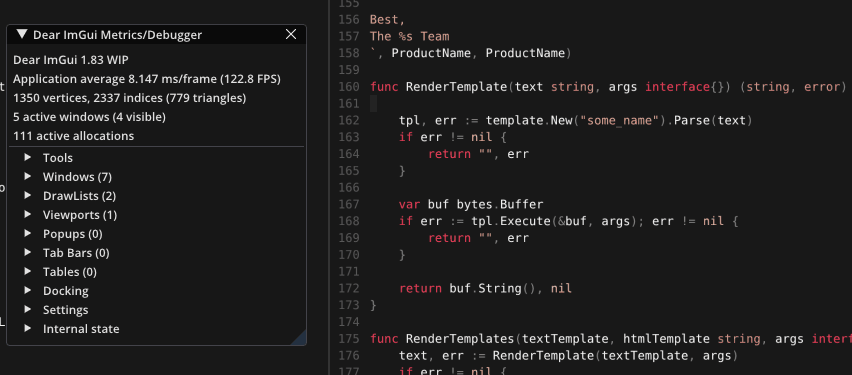 Dear ImGui Metrics/Debugger
Dear ImGui 1.83 WIP
Application average 8.147 ms/frame (122.8 FPS)
1350 vertices, 2337 indices (779 triangles)
5 active windows (4 visible)
111 active allocations
Tools
Windows (7)
DrawLists (2)
Viewports (1)
Popups (0)
Tab Bars (0)
Tables (0)
Docking
Settings
Internal state
155
156 Best,
157 The %s Team
158 `, ProductName, ProductName)
159
160 func RenderTemplate(text string, args interface{}) (string, error)
161
162 tpl, err := template.New("some_name").Parse(text)
163 if err != nil {
164 return "", err
165 }
166
167 var buf bytes.Buffer
168 if err := tpl.Execute(&buf, args); err != nil {
169 return "", err
170 }
171
172 return buf.String(), nil
173 }
174
175 func RenderTemplates(textTemplate, htmlTemplate string, args interf
176 text, err := RenderTemplate(textTemplate, args)
177 if err != nil {